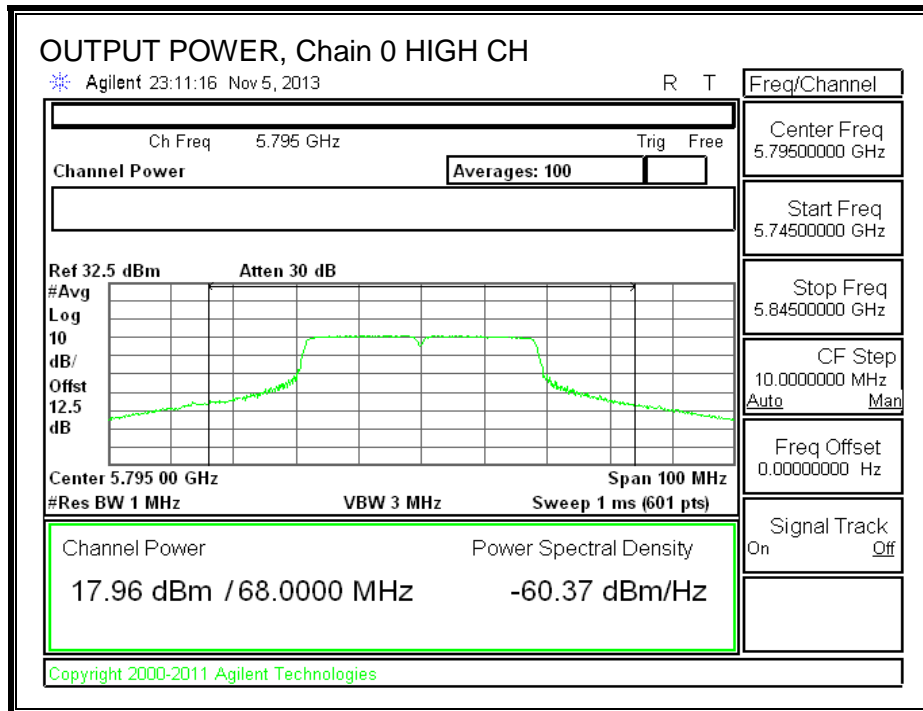 OUTPUT POWER, Chain 0 HIGH CH
Agilent 23:11:16 Nov 5, 2013 R T
Ch Freq 5.795 GHz Trig Free
Channel Power Averages: 100
Ref 32.5 dBm Atten 30 dB
#Avg
Log
10
dB/
Offst
12.5
dB
Center 5.795 00 GHz Span 100 MHz
#Res BW 1 MHz VBW 3 MHz Sweep 1 ms (601 pts)
Channel Power Power Spectral Density
17.96 dBm / 68.0000 MHz -60.37 dBm/Hz
Copyright 2000-2011 Agilent Technologies
Freq/Channel
Center Freq
5.79500000 GHz
Start Freq
5.74500000 GHz
Stop Freq
5.84500000 GHz
CF Step
10.0000000 MHz
Auto Man
Freq Offset
0.00000000 Hz
Signal Track
On Off